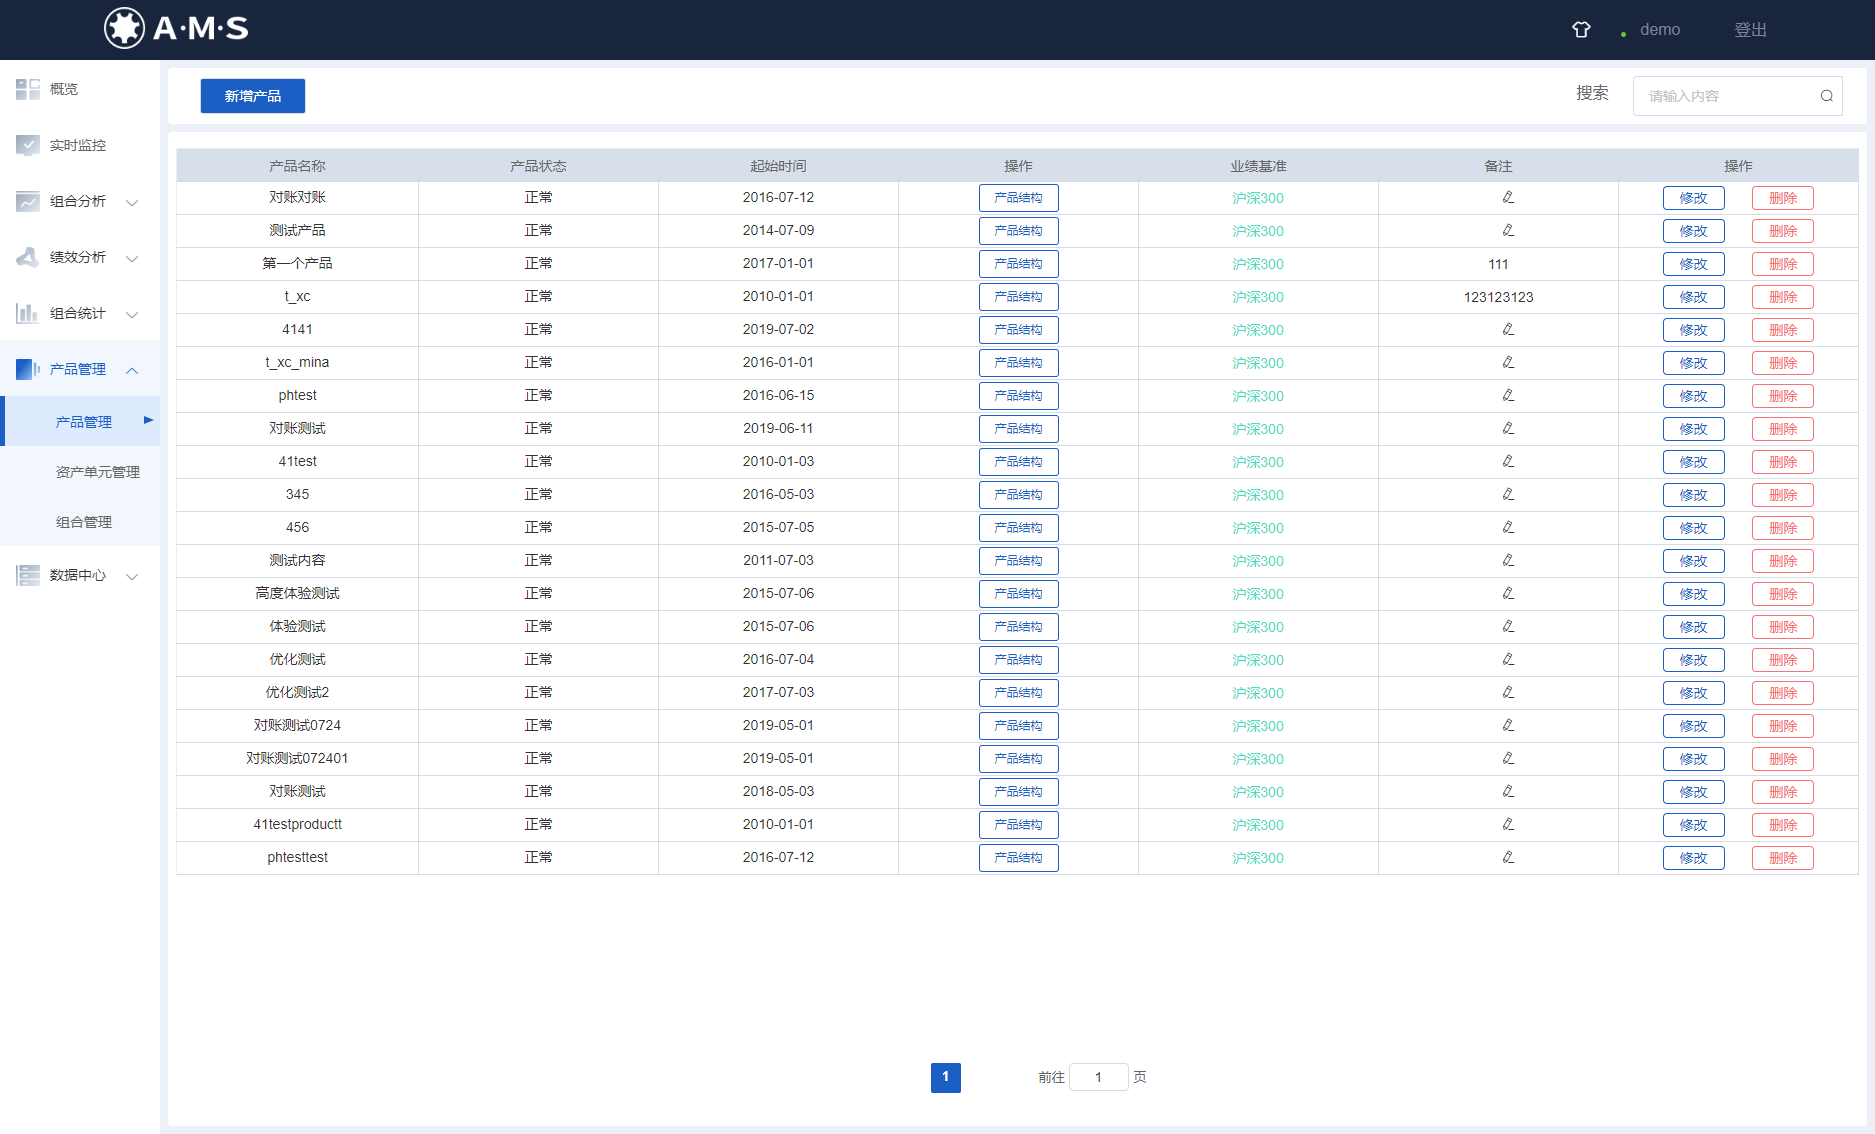 A·M·S
demo 登出
概览
实时监控
组合分析
绩效分析
组合统计
产品管理
产品管理
资产单元管理
组合管理
数据中心
新增产品 搜索 请输入内容
产品名称 产品状态 起始时间 操作 业绩基准 备注 操作
对账对账 正常 2016-07-12 产品结构 沪深300 修改 删除
测试产品 正常 2014-07-09 产品结构 沪深300 修改 删除
第一个产品 正常 2017-01-01 产品结构 沪深300 111 修改 删除
t_xc 正常 2010-01-01 产品结构 沪深300 123123123 修改 删除
4141 正常 2019-07-02 产品结构 沪深300 修改 删除
t_xc_mina 正常 2016-01-01 产品结构 沪深300 修改 删除
phtest 正常 2016-06-15 产品结构 沪深300 修改 删除
对账测试 正常 2019-06-11 产品结构 沪深300 修改 删除
41test 正常 2010-01-03 产品结构 沪深300 修改 删除
345 正常 2016-05-03 产品结构 沪深300 修改 删除
456 正常 2015-07-05 产品结构 沪深300 修改 删除
测试内容 正常 2011-07-03 产品结构 沪深300 修改 删除
高度体验测试 正常 2015-07-06 产品结构 沪深300 修改 删除
体验测试 正常 2015-07-06 产品结构 沪深300 修改 删除
优化测试 正常 2016-07-04 产品结构 沪深300 修改 删除
优化测试2 正常 2017-07-03 产品结构 沪深300 修改 删除
对账测试0724 正常 2019-05-01 产品结构 沪深300 修改 删除
对账测试072401 正常 2019-05-01 产品结构 沪深300 修改 删除
对账测试 正常 2018-05-03 产品结构 沪深300 修改 删除
41testproductt 正常 2010-01-01 产品结构 沪深300 修改 删除
phtesttest 正常 2016-07-12 产品结构 沪深300 修改 删除
1 前往 1 页